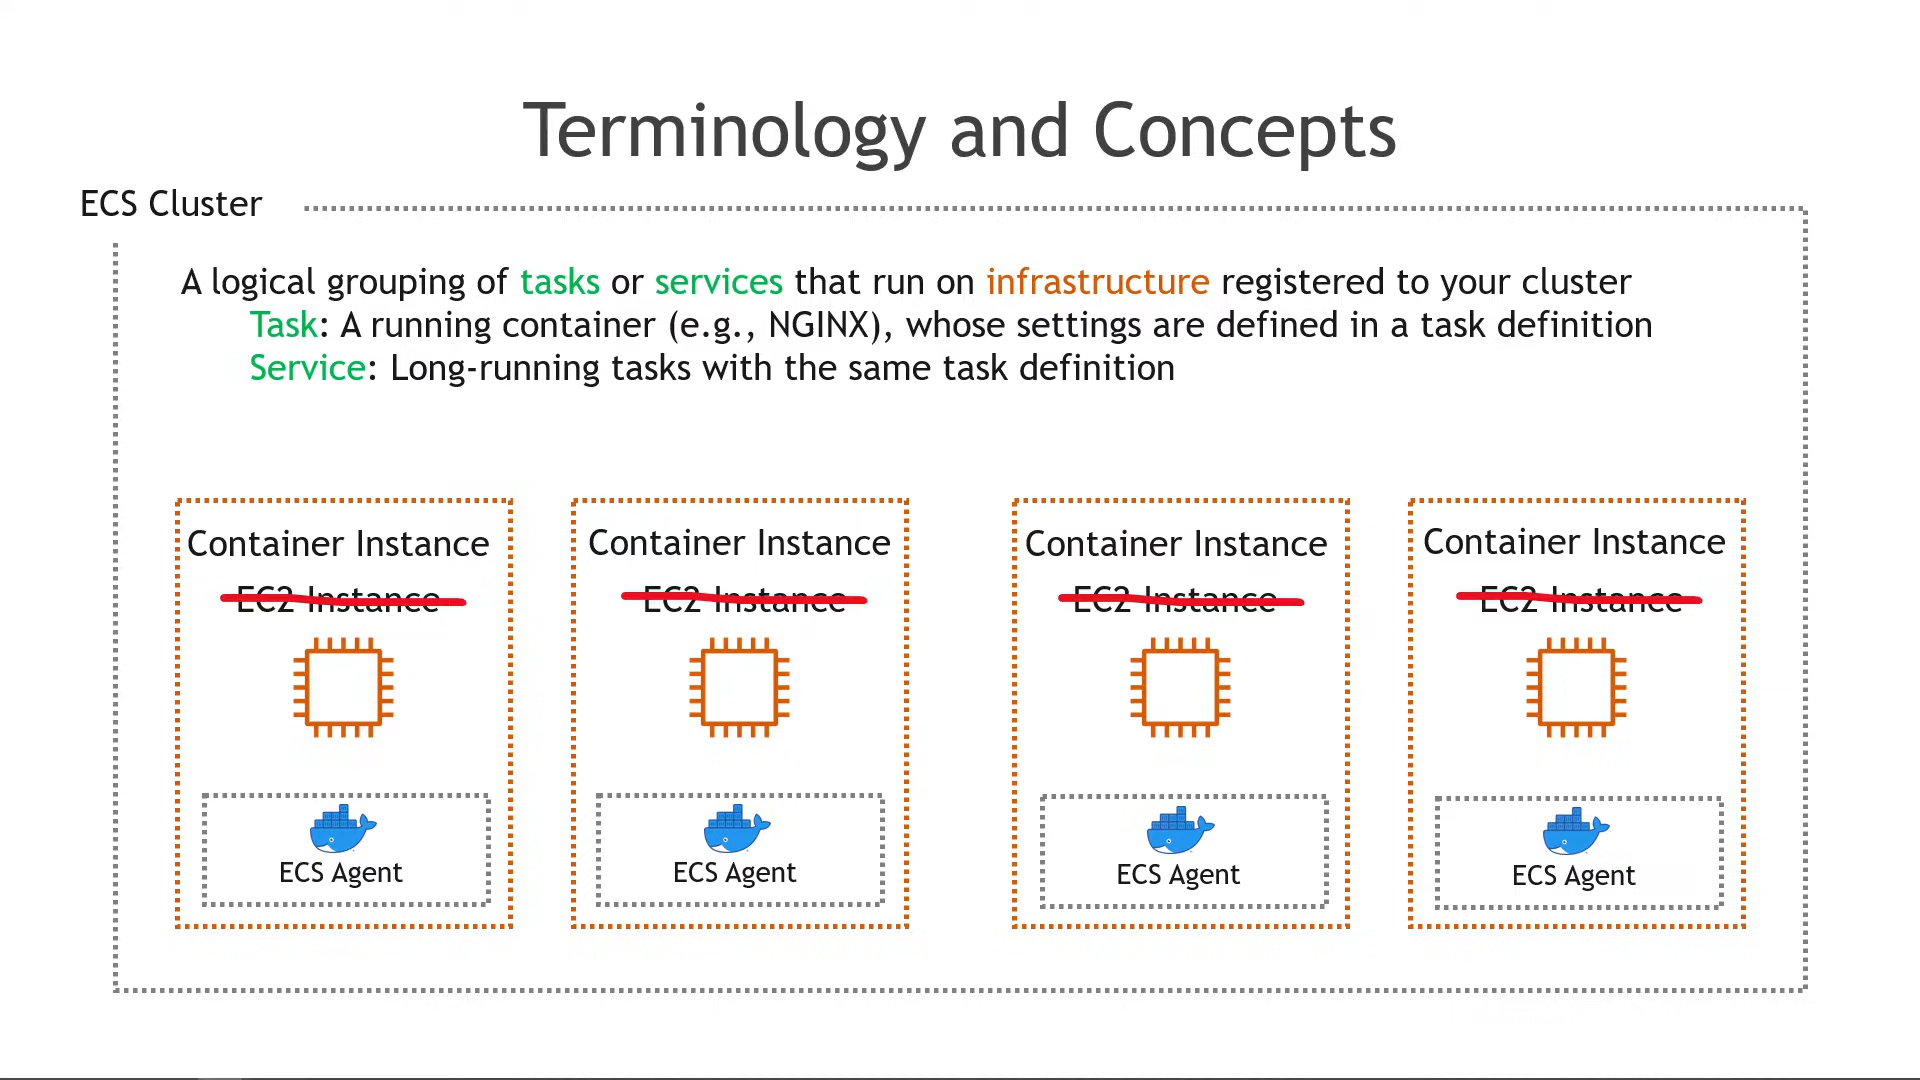 Terminology and Concepts
ECS Cluster
A logical grouping of tasks or services that run on infrastructure registered to your cluster
Task: A running container (e.g., NGINX), whose settings are defined in a task definition
Service: Long-running tasks with the same task definition
Container Instance
EC2 Instance
ECS Agent
Container Instance
EC2 Instance
ECS Agent
Container Instance
EC2 Instance
ECS Agent
Container Instance
EC2 Instance
ECS Agent